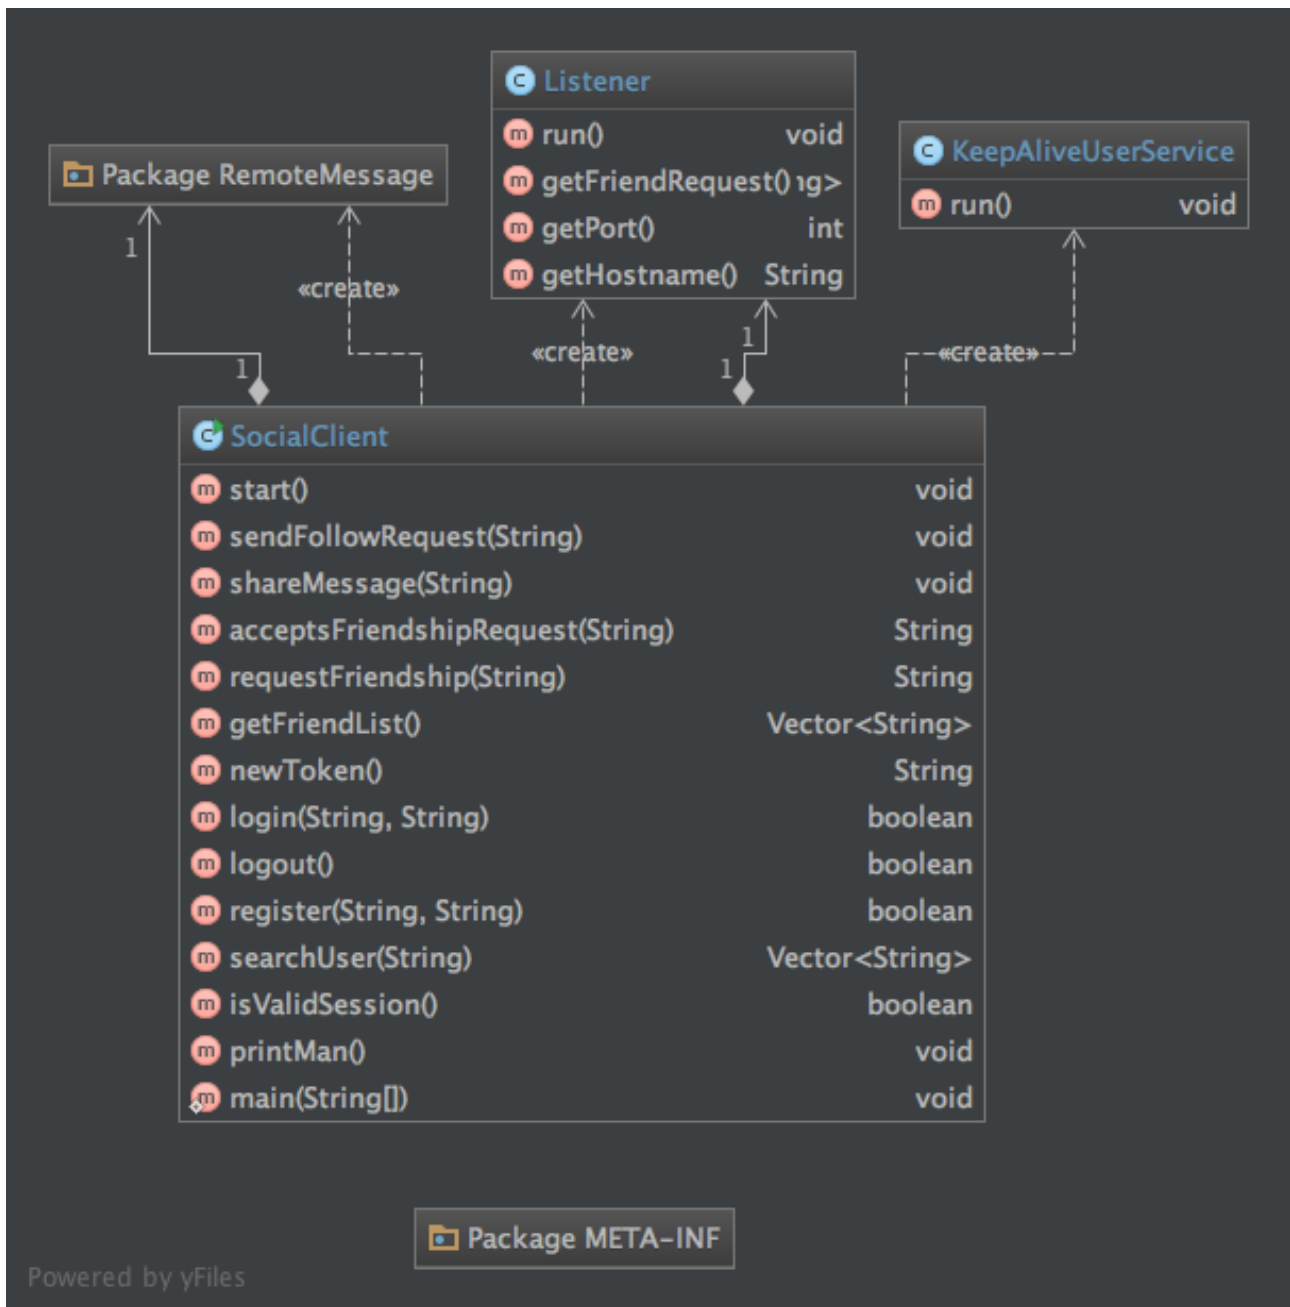 Listener
run() void
getFriendRequest() ıg>
getPort() int
getHostname() String
KeepAliveUserService
run() void
Package RemoteMessage
1
«create»
1
«create»
1
1
«create»
SocialClient
start() void
sendFollowRequest(String) void
shareMessage(String) void
acceptsFriendshipRequest(String) String
requestFriendship(String) String
getFriendList() Vector<String>
newToken() String
login(String, String) boolean
logout() boolean
register(String, String) boolean
searchUser(String) Vector<String>
isValidSession() boolean
printMan() void
main(String[]) void
Package META-INF
Powered by yFiles